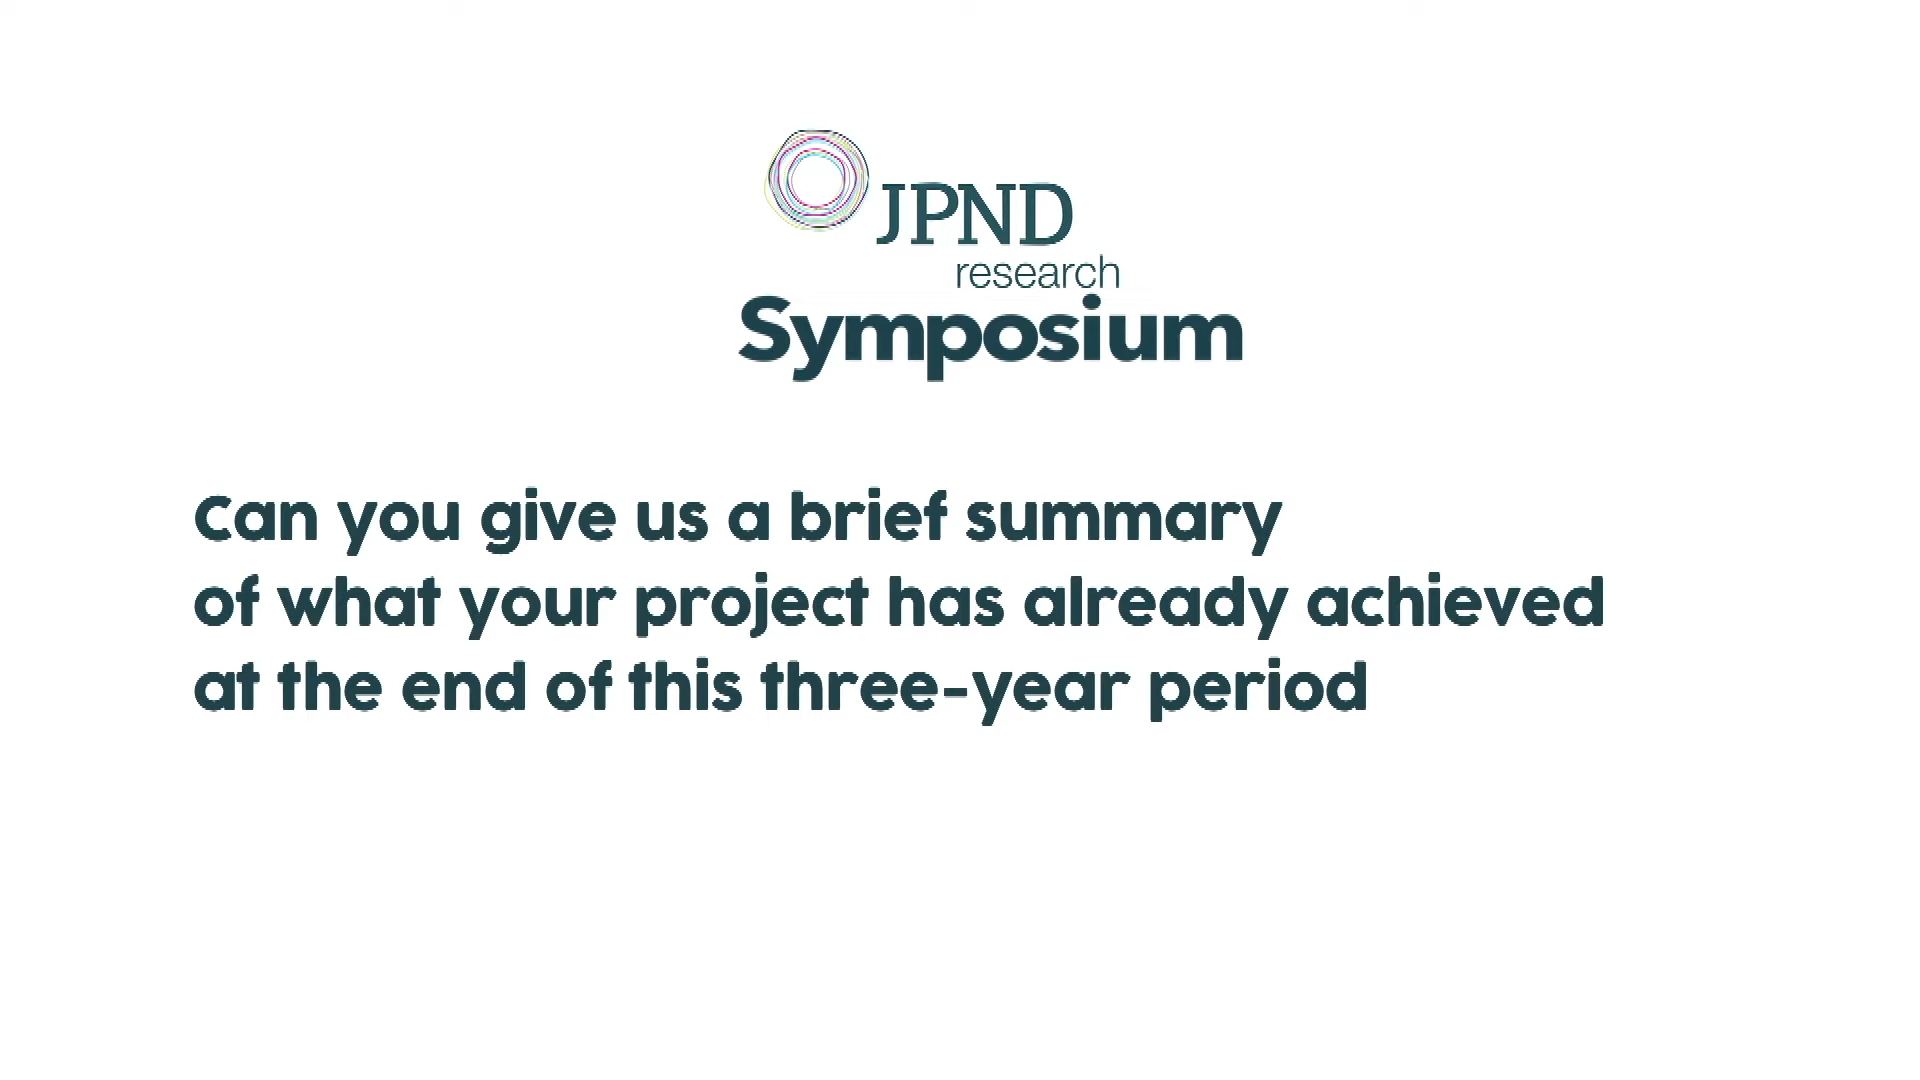 JPND
research
Symposium
Can you give us a brief summary
of what your project has already achieved
at the end of this three-year period